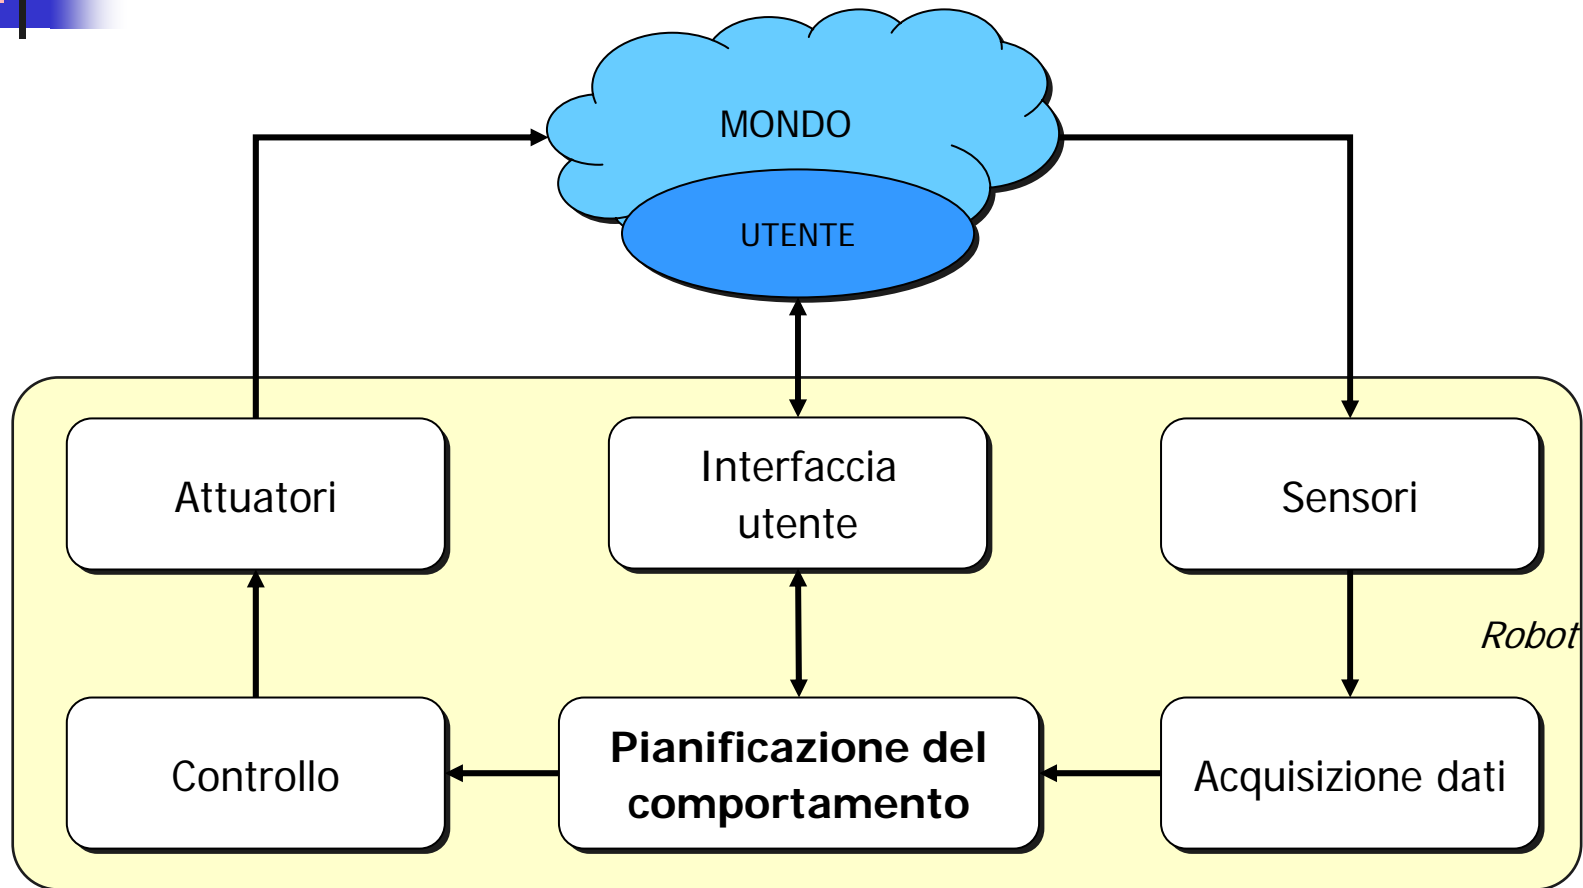 MONDO
UTENTE
Attuatori
Interfaccia
utente
Sensori
Robot
Controllo
Pianificazione del
comportamento
Acquisizione dati